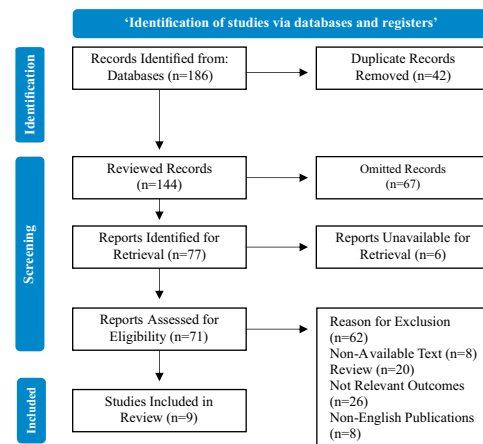 ‘Identification of studies via databases and registers’
Identification
Records Identified from:
Databases (n=186)
Duplicate Records
Removed (n=42)
Screening
Reviewed Records
(n=144)
Omitted Records
(n=67)
Reports Identified for
Retrieval (n=77)
Reports Unavailable for
Retrieval (n=6)
Reports Assessed for
Eligibility (n=71)
Reason for Exclusion
(n=62)
Non-Available Text (n=8)
Review (n=20)
Not Relevant Outcomes
(n=26)
Non-English Publications
(n=8)
Included
Studies Included in
Review (n=9)